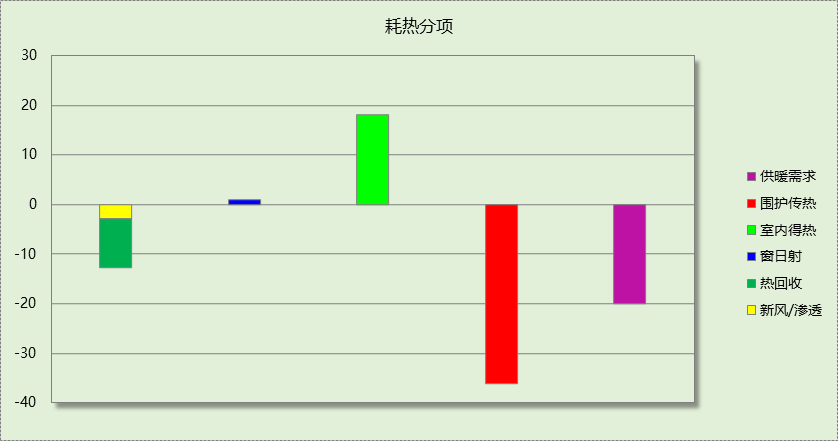 耗热分项
30
20
10
0
-10
-20
-30
-40
供暖需求
围护传热
室内得热
窗日射
热回收
新风/渗透